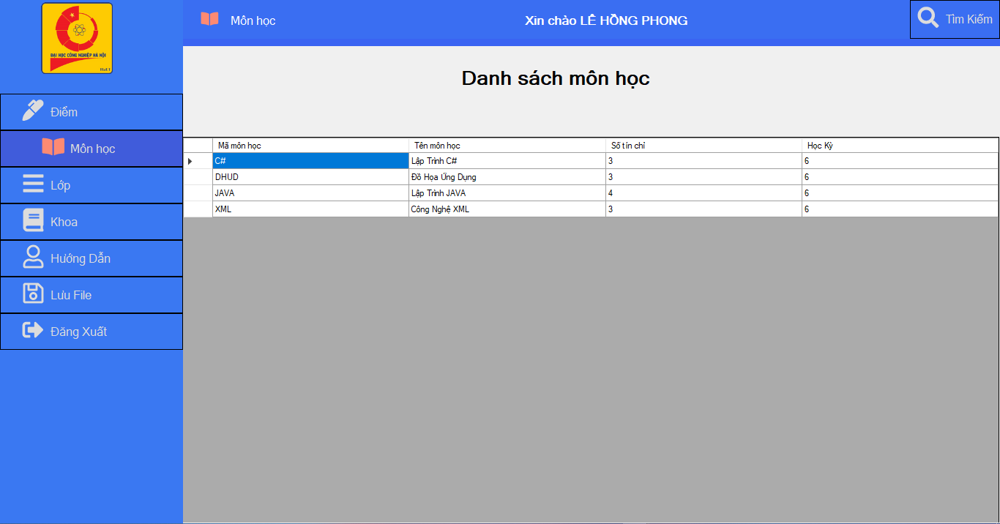 ĐẠI HỌC CÔNG NGHIỆP HÀ NỘI
HaUI
Môn học
Xin chào LÊ HỒNG PHONG
Tìm Kiếm
Điểm
Môn học
Lớp
Khoa
Hướng Dẫn
Lưu File
Đăng Xuất
Danh sách môn học
Mã môn học Tên môn học Số tín chỉ Học Kỳ
C# Lập Trình C# 3 6
DHUD Đồ Họa Ứng Dụng 3 6
JAVA Lập Trình JAVA 4 6
XML Công Nghệ XML 3 6